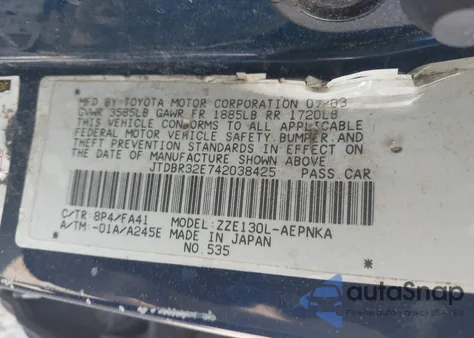 MFD BY TOYOTA MOTOR CORPORATION 07/03
GVWR 3585LB GAWR FR 1885LB RR 1720LB
THIS VEHICLE CONFORMS TO ALL APPLICABLE
FEDERAL MOTOR VEHICLE SAFETY, BUMPER, AND
THEFT PREVENTION STANDARDS IN EFFECT ON
THE DATE OF MANUFACTURE SHOWN ABOVE.
JTDBR32E742038425 PASS CAR
C/TR 8P4/FA41 MODEL: ZZE130L-AEPNKA
A/TM -01A/A245E MADE IN JAPAN
NO 535
autoSnap